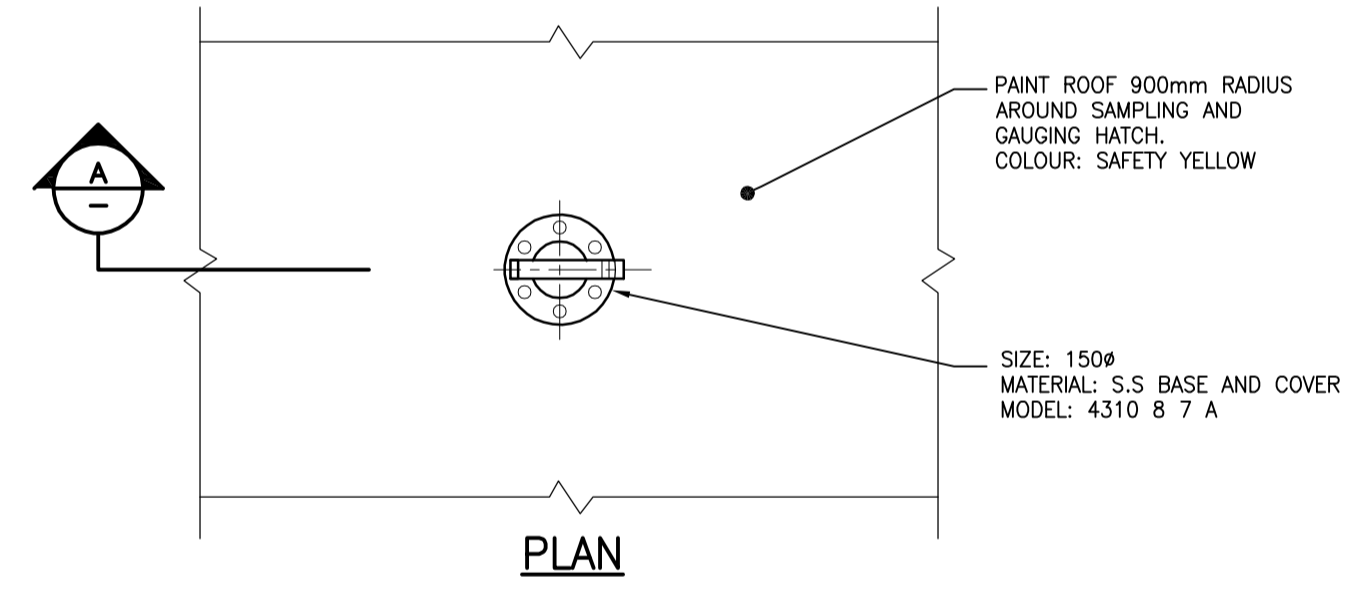 PAINT ROOF 900mm RADIUS
AROUND SAMPLING AND
GAUGING HATCH.
COLOUR: SAFETY YELLOW
A
–
SIZE: 150ø
MATERIAL: S.S BASE AND COVER
MODEL: 4310 8 7 A
PLAN